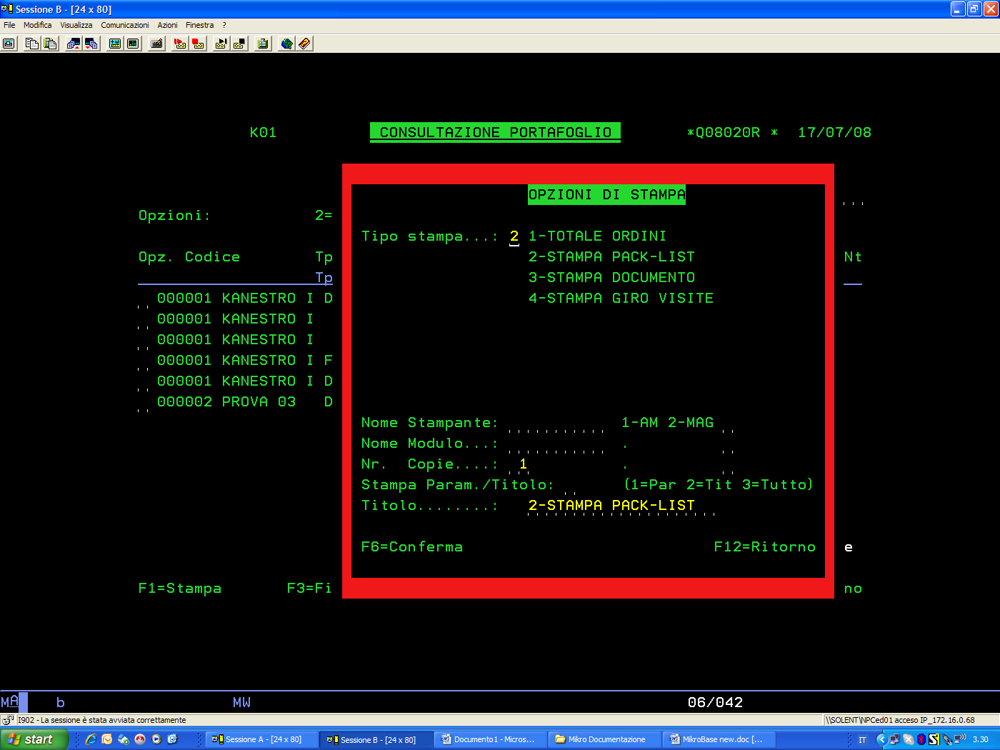 Sessione B - [24 x 80]
File Modifica Visualizza Comunicazioni Azioni Finestra ?
K01 CONSULTAZIONE PORTAFOGLIO *Q08020R * 17/07/08
OPZIONI DI STAMPA
Opzioni: 2=
Tipo stampa...: 2 1-TOTALE ORDINI
Opz. Codice Tp 2-STAMPA PACK-LIST Nt
Tp 3-STAMPA DOCUMENTO
000001 KANESTRO I D 4-STAMPA GIRO VISITE
000001 KANESTRO I
000001 KANESTRO I
000001 KANESTRO I F
000001 KANESTRO I D
000002 PROVA 03 D
Nome Stampante: 1-AM 2-MAG
Nome Modulo...: .
Nr. Copie....: 1 .
Stampa Param./Titolo: (1=Par 2=Tit 3=Tutto)
Titolo........: 2-STAMPA PACK-LIST
F6=Conferma F12=Ritorno e
F1=Stampa F3=Fi no
MA b MW 06/042
I902 - La sessione è stata avviata correttamente \\SOLENT\NPCed01 acceso IP_172.16.0.68
start Sessione A - [24 x 80] Sessione B - [24 x 80] Documento1 - Micros... Mikro Documentazione MikroBase new.doc [... IT 3.30